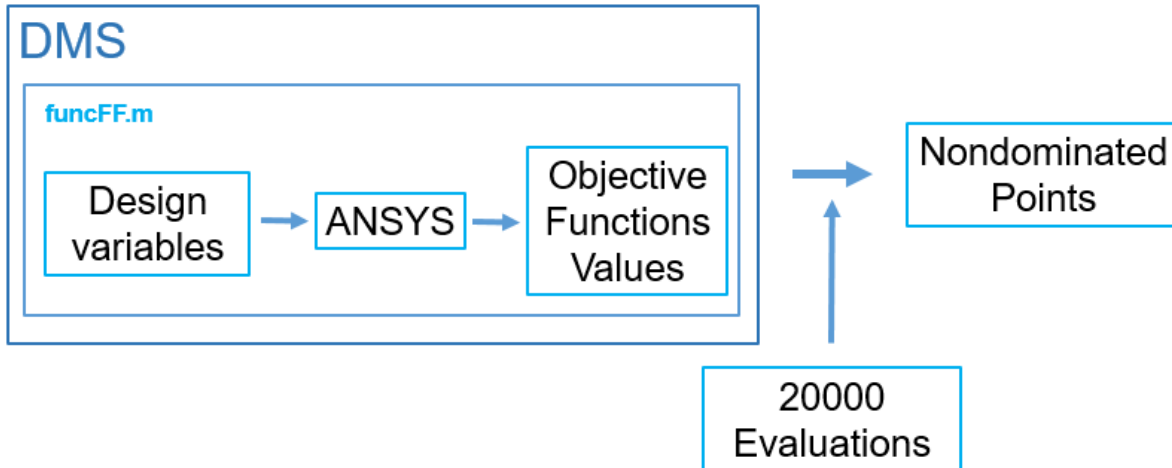 DMS
funcFF.m
Design
variables
ANSYS
Objective
Functions
Values
Nondominated
Points
20000
Evaluations